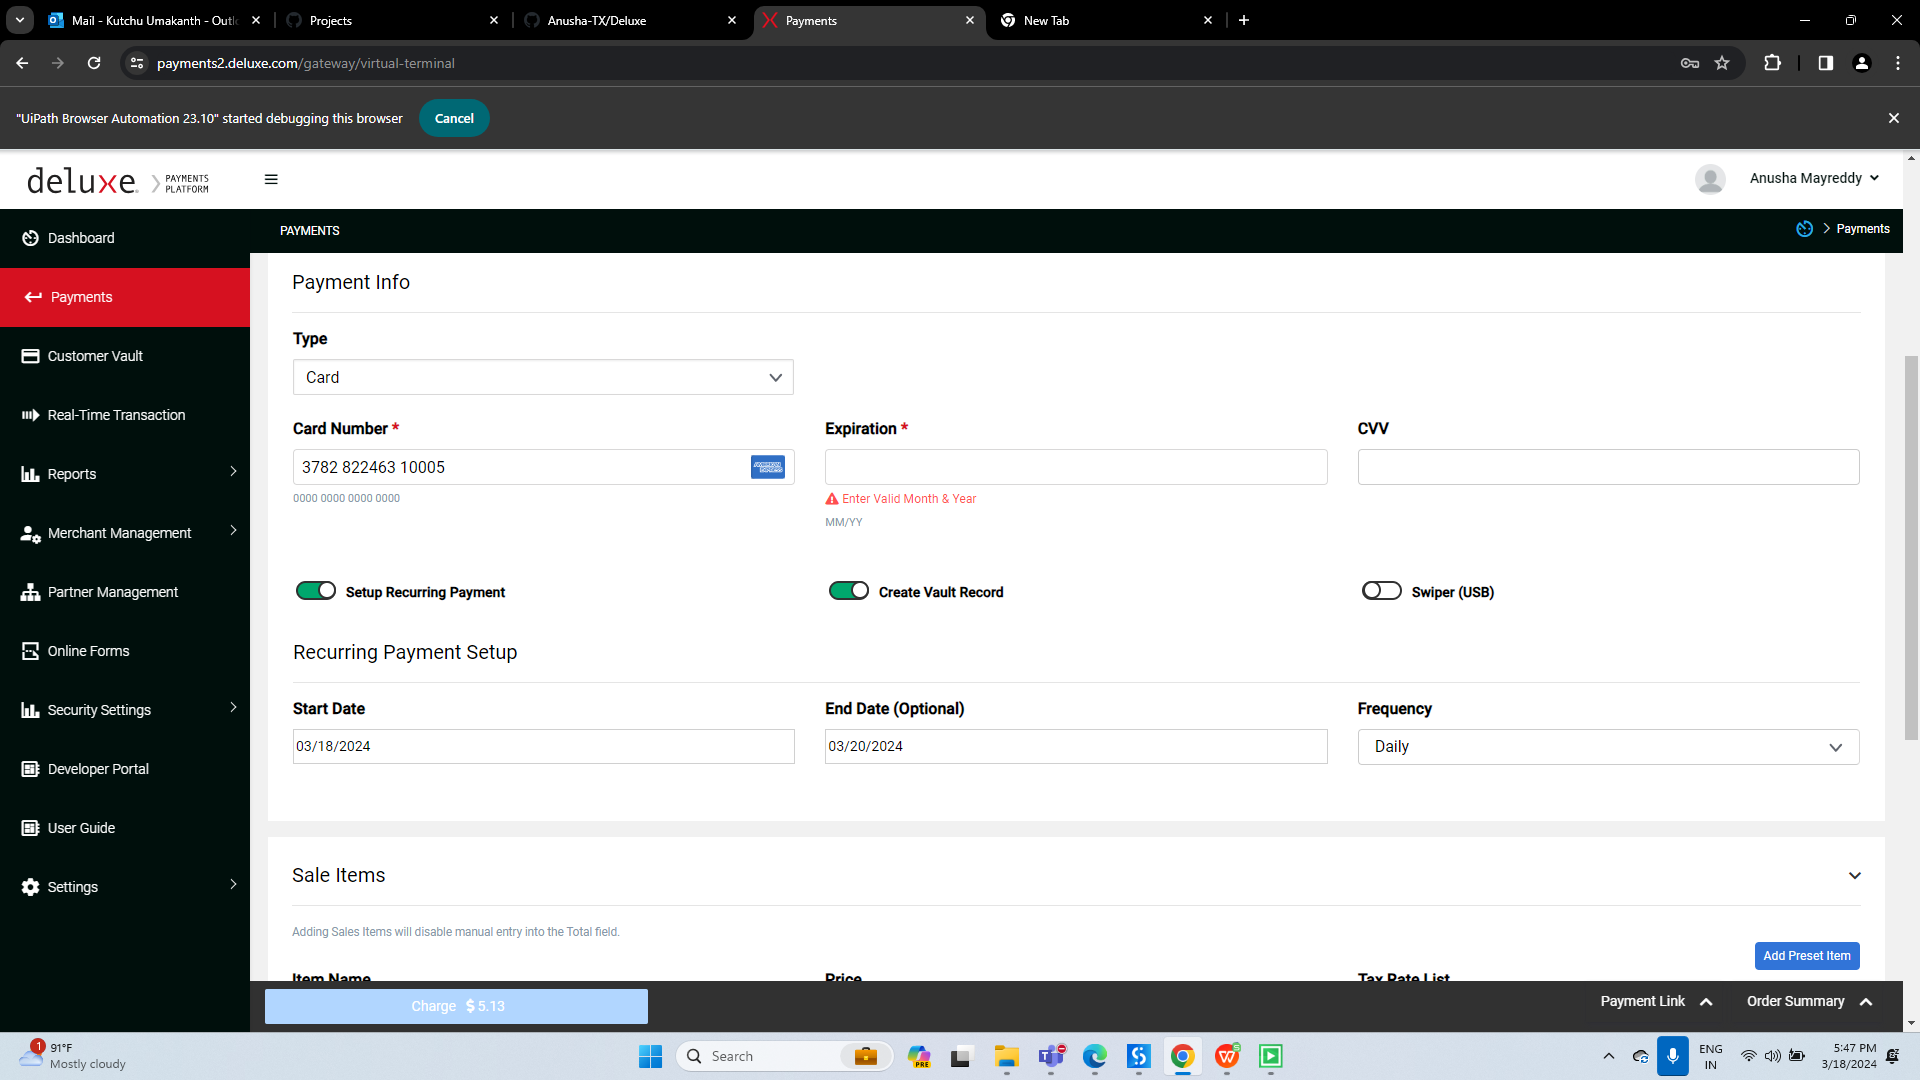 Mail - Kutchu Umakanth - Outl
Projects
Anusha-TX/Deluxe
Payments
New Tab
payments2.deluxe.com/gateway/virtual-terminal
"UiPath Browser Automation 23.10" started debugging this browser
Cancel
deluxe.
PAYMENTS
PLATFORM
Anusha Mayreddy
Dashboard
PAYMENTS
Payments
Payments
Customer Vault
Real-Time Transaction
Reports
Merchant Management
Partner Management
Online Forms
Security Settings
Developer Portal
User Guide
Settings
Payment Info
Type
Card
Card Number *
Expiration *
CVV
3782 822463 10005
AMERICAN EXPRESS
0000 0000 0000 0000
Enter Valid Month & Year
MM/YY
Setup Recurring Payment
Create Vault Record
Swiper (USB)
Recurring Payment Setup
Start Date
End Date (Optional)
Frequency
03/18/2024
03/20/2024
Daily
Sale Items
Adding Sales Items will disable manual entry into the Total field.
Add Preset Item
Item Name
Price
Tax Rate List
Charge $ 5.13
Payment Link
Order Summary
1
91°F
Mostly cloudy
Search
PRE
ENG
IN
5:47 PM
3/18/2024